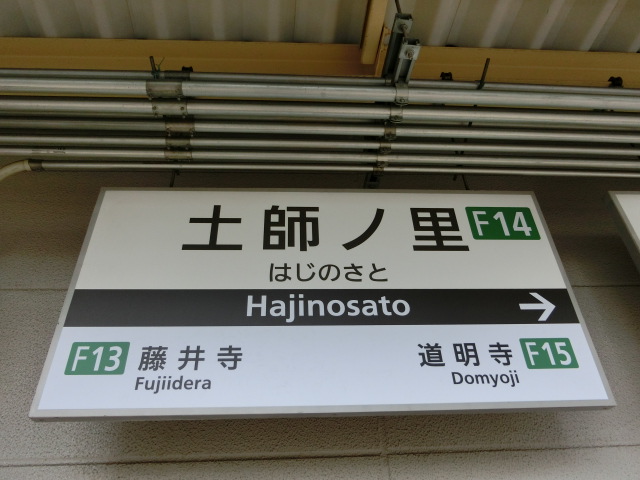 土師ノ里 F14
はじのさと
Hajinosato →
F13 藤井寺 道明寺 F15
Fujiidera Domyoji